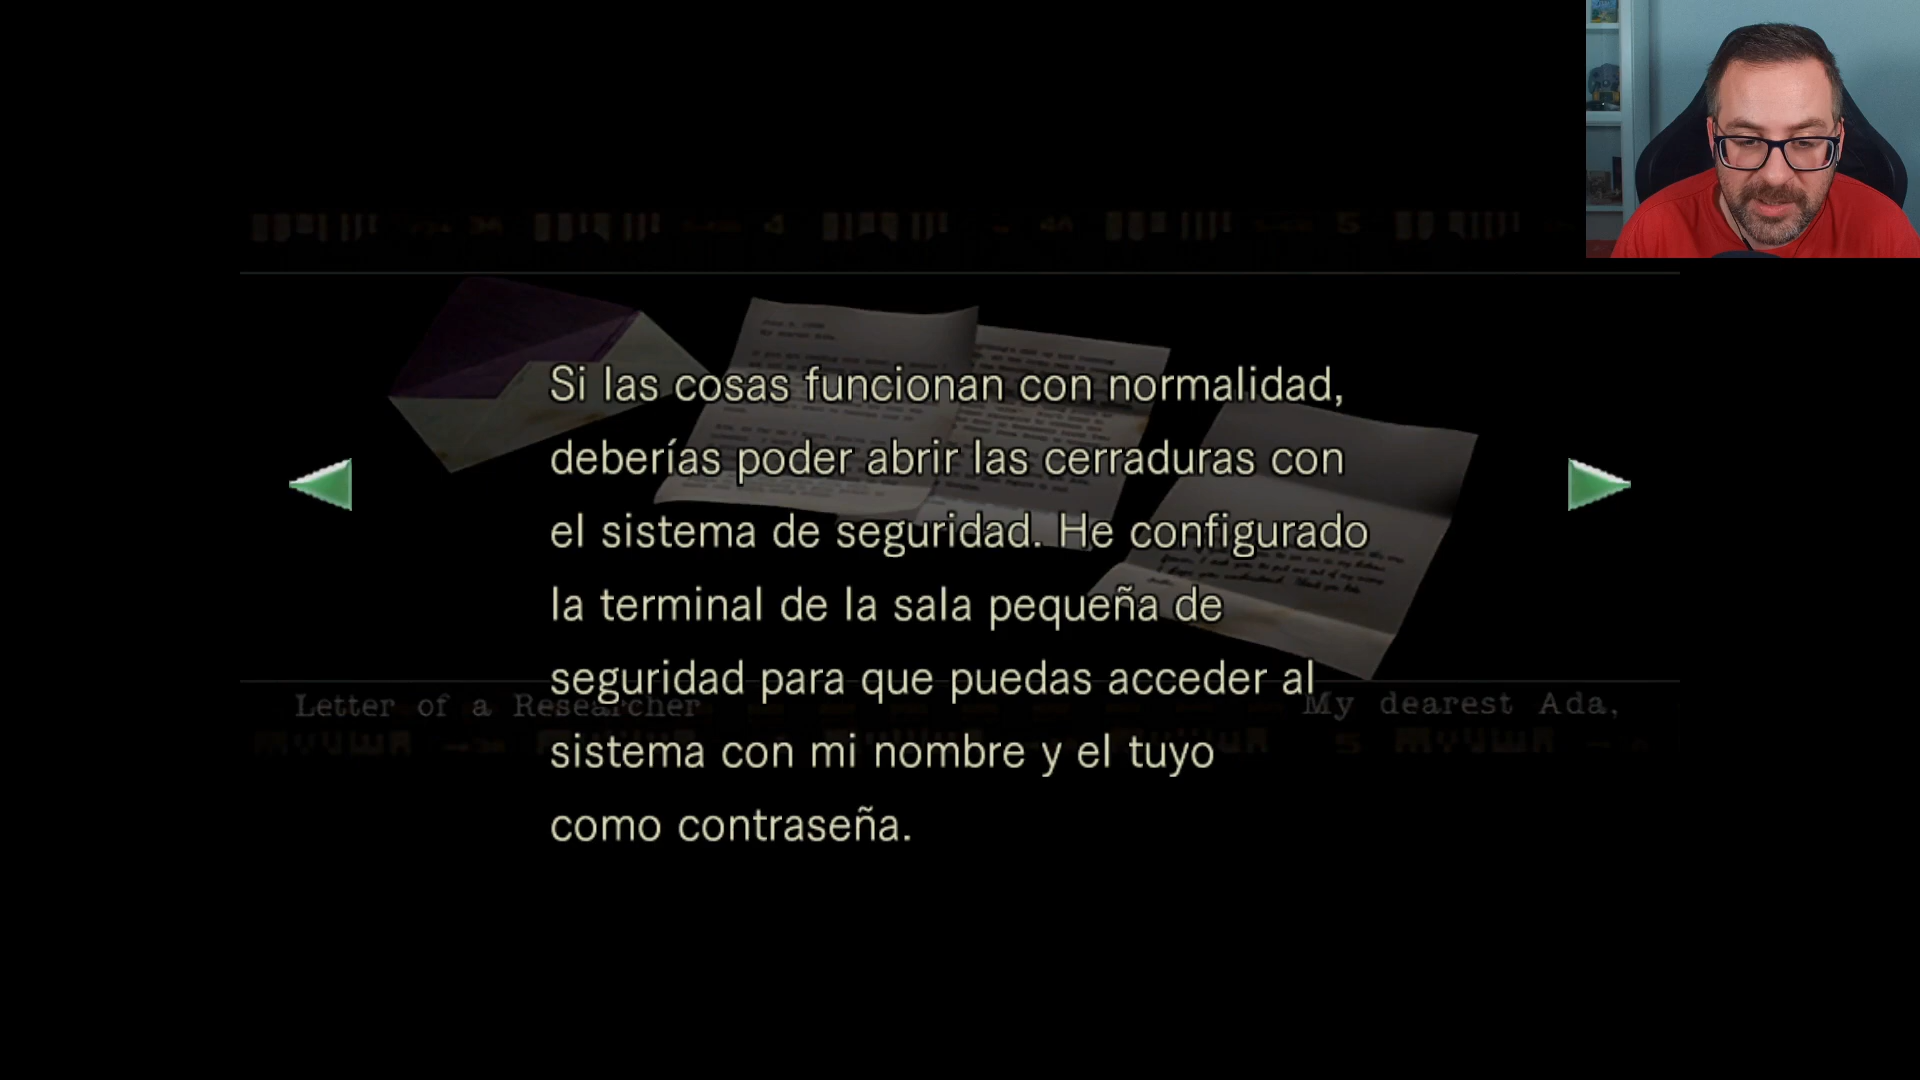 Si las cosas funcionan con normalidad,
deberías poder abrir las cerraduras con
el sistema de seguridad. He configurado
la terminal de la sala pequeña de
seguridad para que puedas acceder al
Letter of a Researcher
My dearest Ada,
sistema con mi nombre y el tuyo
como contraseña.